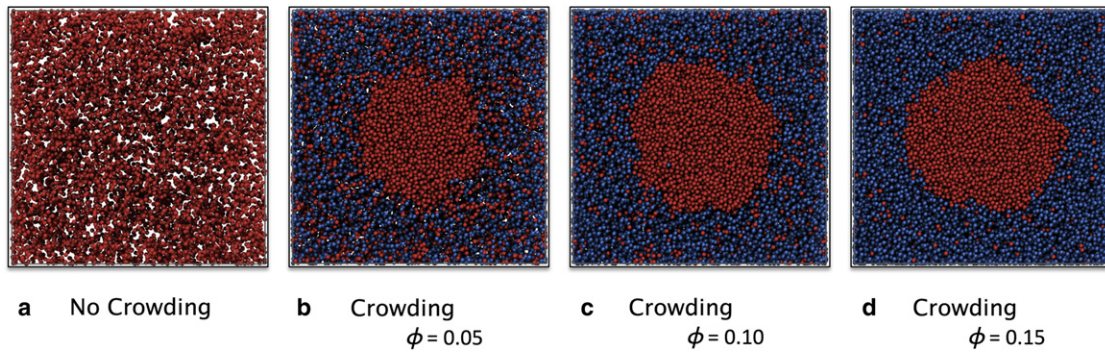 a No Crowding
b Crowding
ϕ = 0.05
c Crowding
ϕ = 0.10
d Crowding
ϕ = 0.15